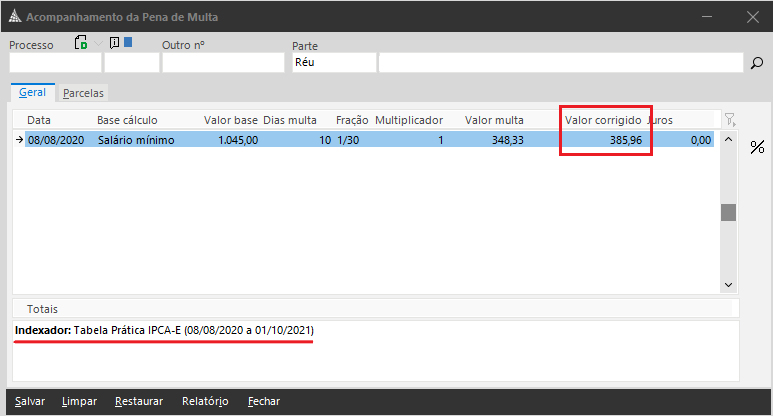 Acompanhamento da Pena de Multa
Processo Outro nº Parte
Réu
Geral Parcelas
Data Base cálculo Valor base Dias multa Fração Multiplicador Valor multa Valor corrigido Juros
08/08/2020 Salário mínimo 1.045,00 10 1/30 1 348,33 385,96 0,00
%
Totais
Indexador: Tabela Prática IPCA-E (08/08/2020 a 01/10/2021)
Salvar Limpar Restaurar Relatório Fechar